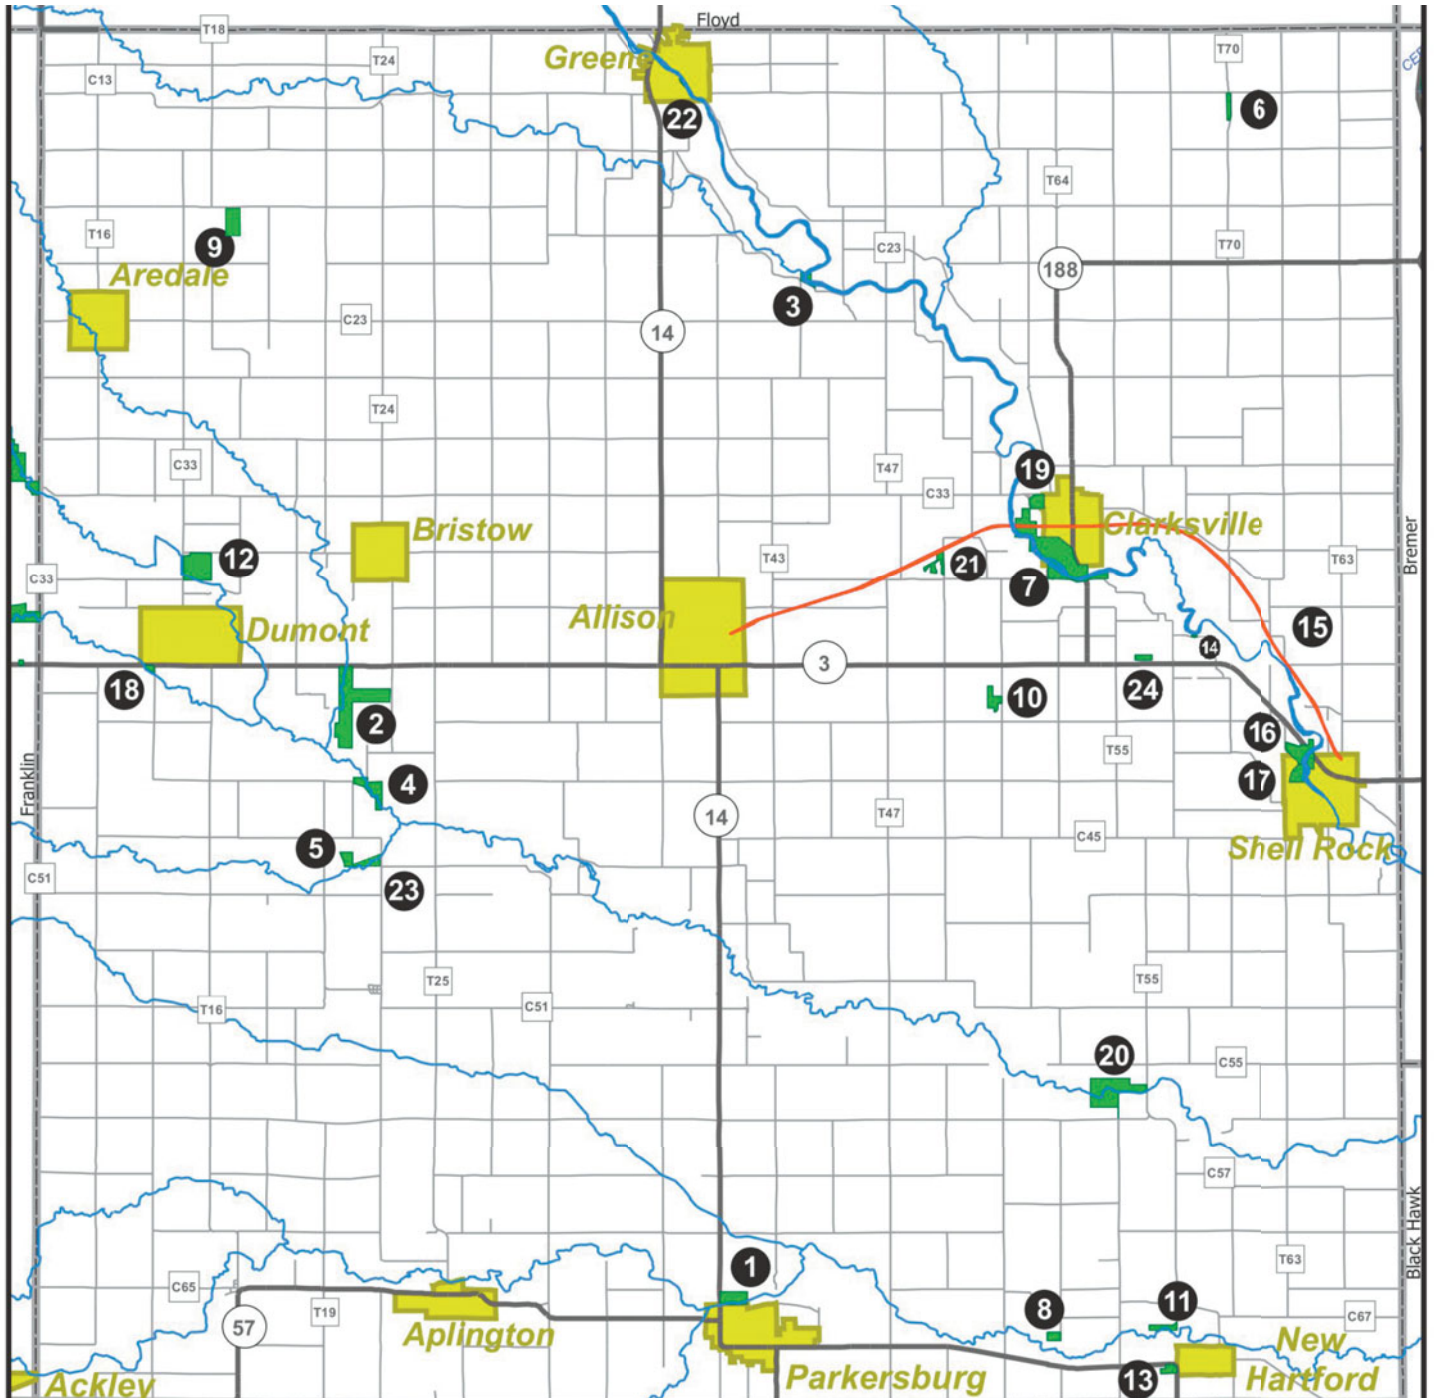 Floyd
T18
T24
Greene
T70
C13
6
22
T64
T16
9
C23
T70
188
Aredale
3
C23
14
T24
C33
T47
19
C33
Bristow
Clarksville
Bremer
12
T43
21
T63
C33
7
Allison
Dumont
15
14
3
18
24
10
2
16
T55
Franklin
17
4
14
T47
C45
5
Shell Rock
C51
23
T25
T55
T16
C51
20
C55
C57
Black Hawk
1
T63
C65
8
11
T19
C67
57
Aplington
New
Hartford
Parkersburg
13
Ackley